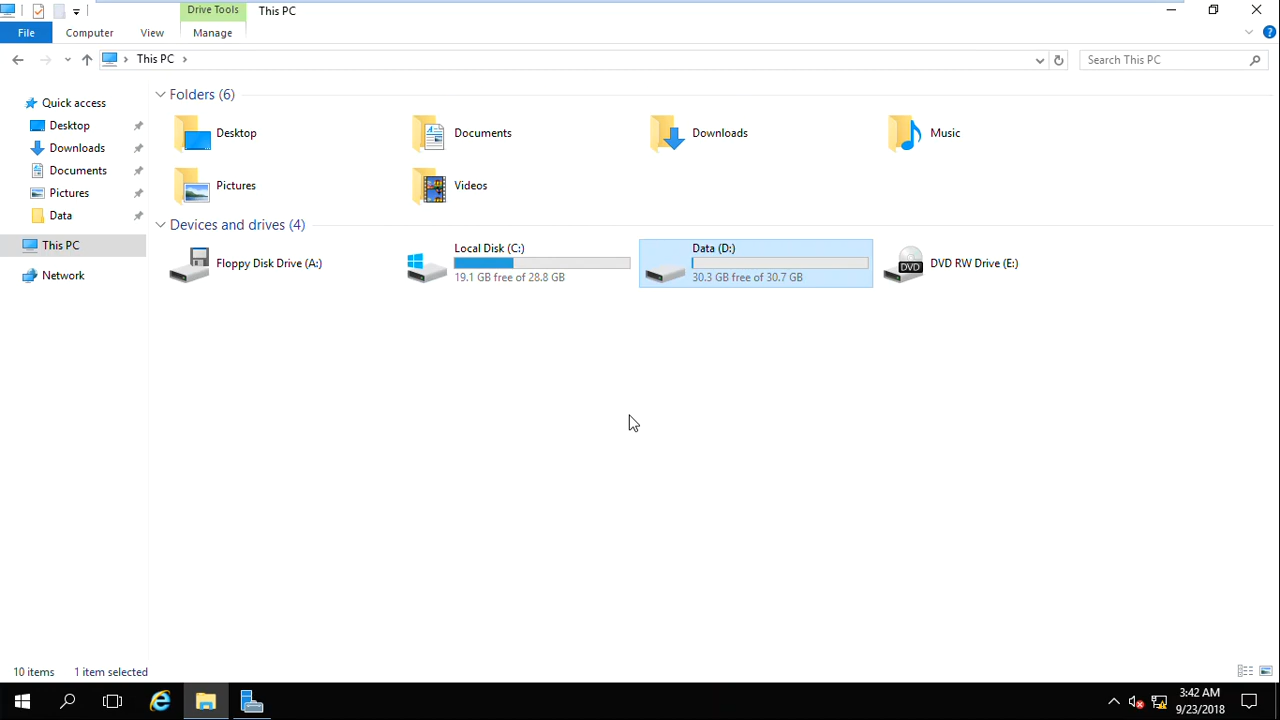 Drive Tools
This PC
File
Computer
View
Manage
This PC
Search This PC
Quick access
Desktop
Downloads
Documents
Pictures
Data
This PC
Network
Folders (6)
Desktop
Documents
Downloads
Music
Pictures
Videos
Devices and drives (4)
Floppy Disk Drive (A:)
Local Disk (C:)
19.1 GB free of 28.8 GB
Data (D:)
30.3 GB free of 30.7 GB
DVD
DVD RW Drive (E:)
10 items
1 item selected
3:42 AM
9/23/2018